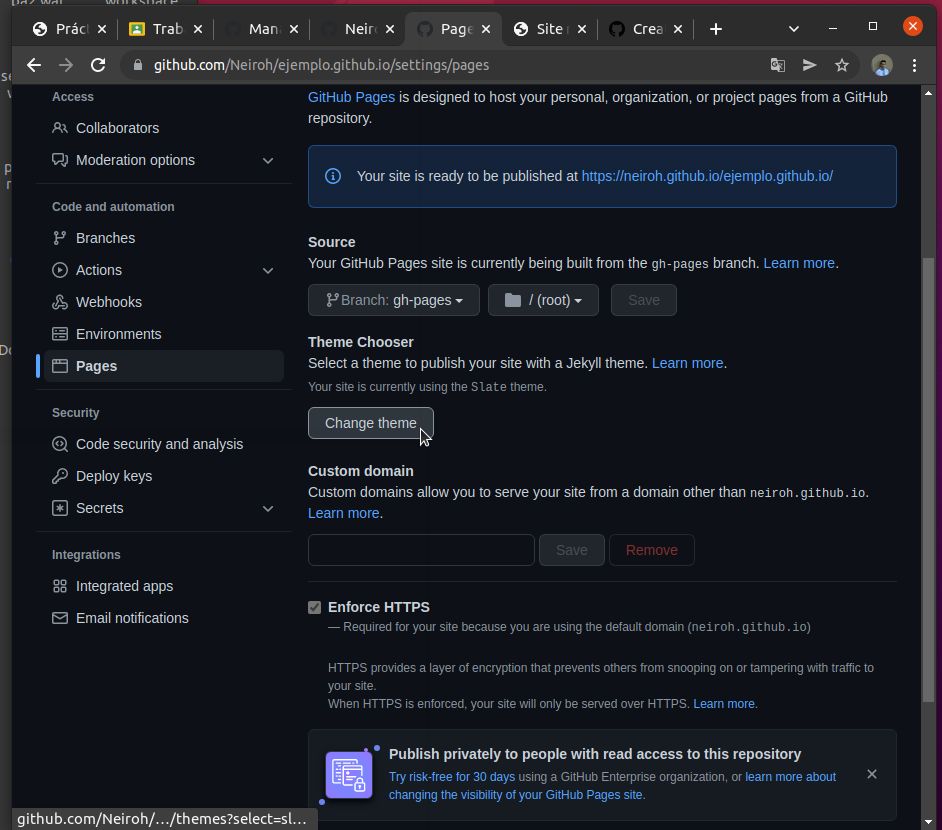 paz war workspace
Prác
Trab
Man
Neir
Page
Site
Crea
github.com/Neiroh/ejemplo.github.io/settings/pages
Access
Collaborators
Moderation options
Code and automation
Branches
Actions
Webhooks
Environments
Pages
Security
Code security and analysis
Deploy keys
Secrets
Integrations
Integrated apps
Email notifications
GitHub Pages is designed to host your personal, organization, or project pages from a GitHub
repository.
Your site is ready to be published at https://neiroh.github.io/ejemplo.github.io/
Source
Your GitHub Pages site is currently being built from the gh-pages branch. Learn more.
Branch: gh-pages / (root) Save
Theme Chooser
Select a theme to publish your site with a Jekyll theme. Learn more.
Your site is currently using the Slate theme.
Change theme
Custom domain
Custom domains allow you to serve your site from a domain other than neiroh.github.io.
Learn more.
Save Remove
Enforce HTTPS
— Required for your site because you are using the default domain (neiroh.github.io)
HTTPS provides a layer of encryption that prevents others from snooping on or tampering with traffic to
your site.
When HTTPS is enforced, your site will only be served over HTTPS. Learn more.
Publish privately to people with read access to this repository
Try risk-free for 30 days using a GitHub Enterprise organization, or learn more about
changing the visibility of your GitHub Pages site.
github.com/Neiroh/…/themes?select=sl…